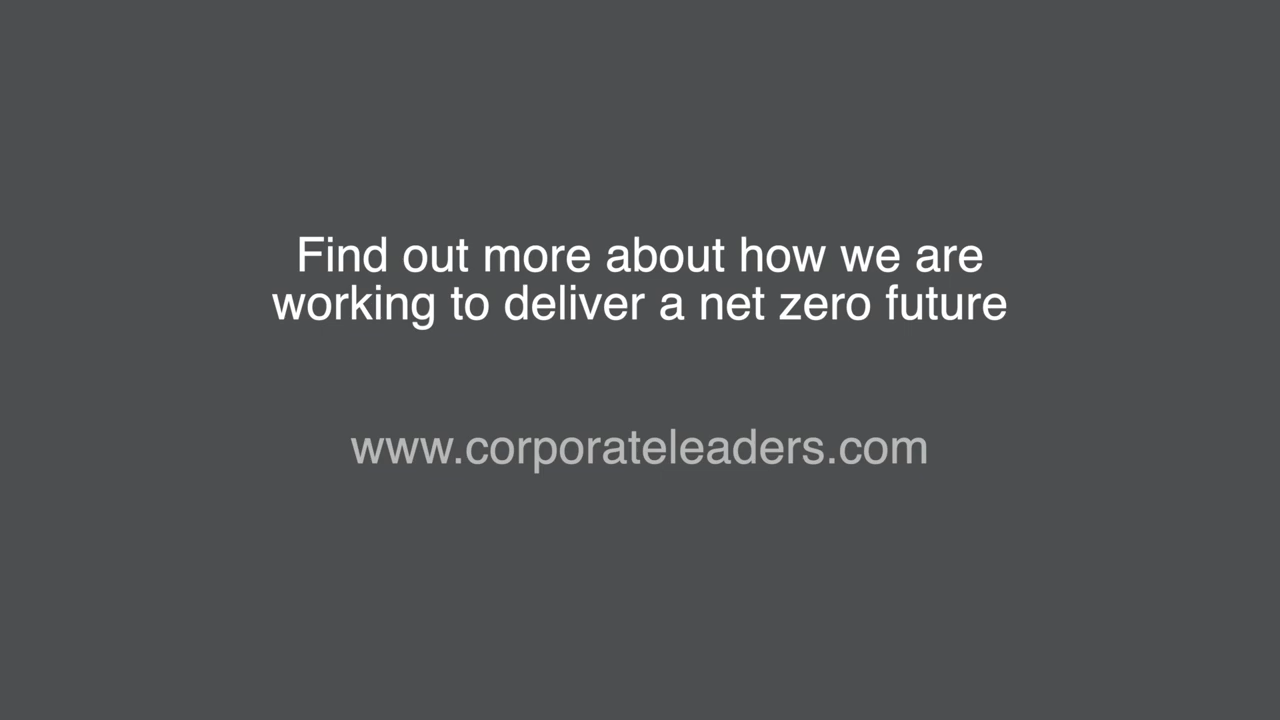 Find out more about how we are
working to deliver a net zero future
www.corporateleaders.com